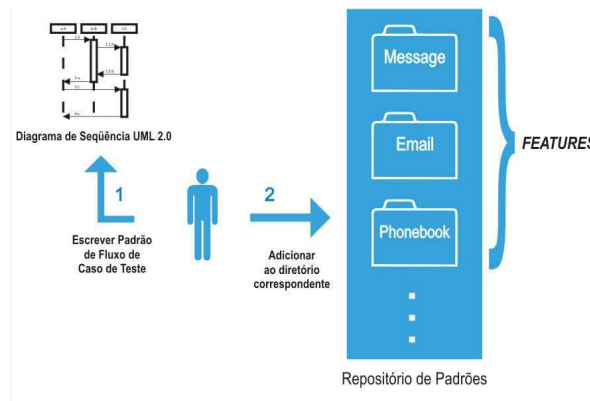 Diagrama de Seqüência UML 2.0
1
Escrever Padrão
de Fluxo de
Caso de Teste
2
Adicionar
ao diretório
correspondente
Message
Email
Phonebook
FEATURES
Repositório de Padrões